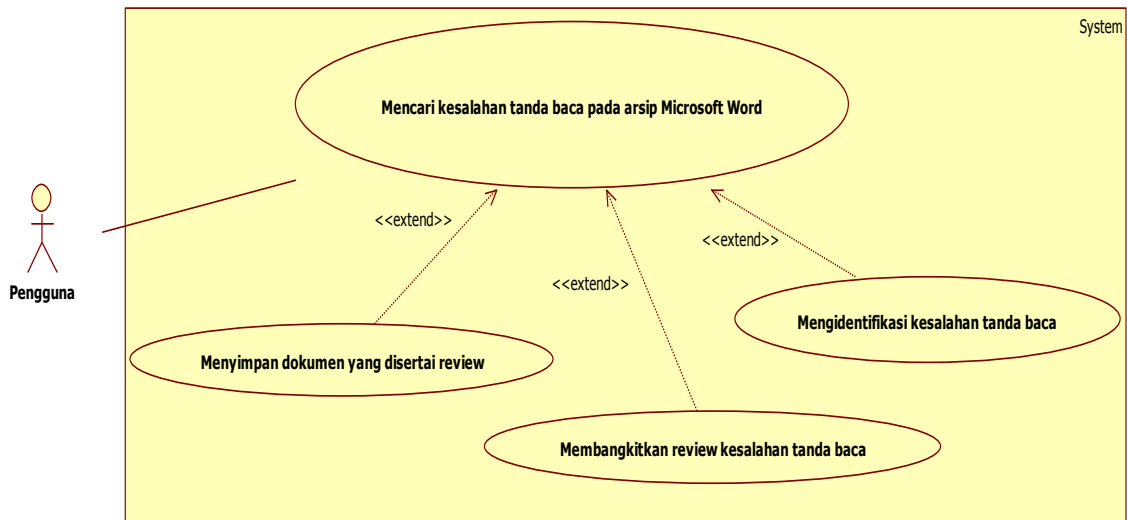 System
Mencari kesalahan tanda baca pada arsip Microsoft Word
<<extend>>
<<extend>>
<<extend>>
Pengguna
Mengidentifikasi kesalahan tanda baca
Menyimpan dokumen yang disertai review
Membangkitkan review kesalahan tanda baca